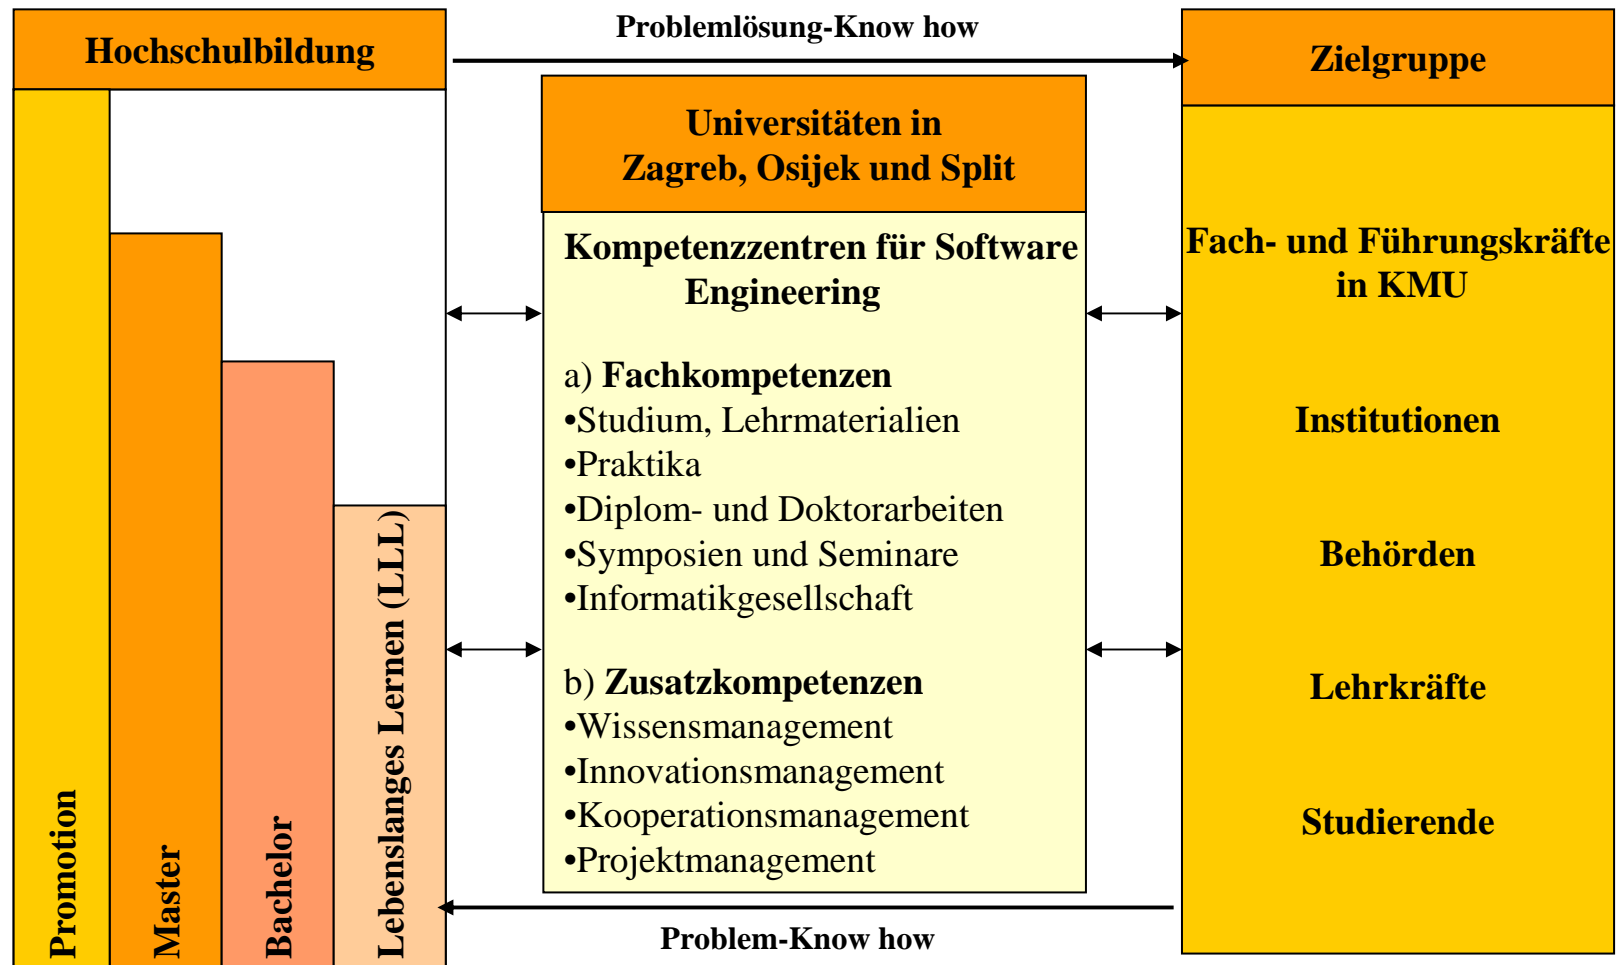 Hochschulbildung
Promotion
Master
Bachelor
Lebenslanges Lernen (LLL)
Problemlösung-Know how
Universitäten in
Zagreb, Osijek und Split
Kompetenzzentren für Software
Engineering
a) Fachkompetenzen
•Studium, Lehrmaterialien
•Praktika
•Diplom- und Doktorarbeiten
•Symposien und Seminare
•Informatikgesellschaft
b) Zusatzkompetenzen
•Wissensmanagement
•Innovationsmanagement
•Kooperationsmanagement
•Projektmanagement
Problem-Know how
Zielgruppe
Fach- und Führungskräfte
in KMU
Institutionen
Behörden
Lehrkräfte
Studierende